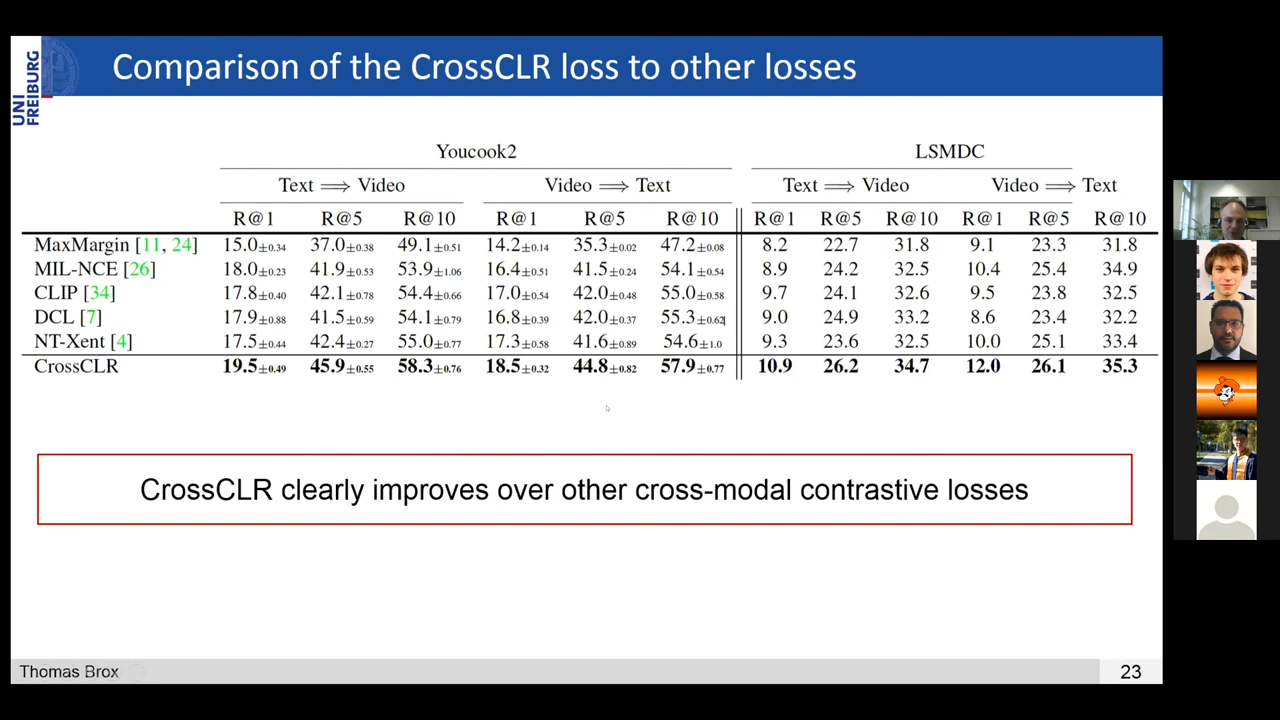 UNI
FREIBURG
Comparison of the CrossCLR loss to other losses
Youcook2 LSMDC
Text ⟹ Video Video ⟹ Text Text ⟹ Video Video ⟹ Text
R@1 R@5 R@10 R@1 R@5 R@10 R@1 R@5 R@10 R@1 R@5 R@10
MaxMargin [11, 24] 15.0±0.34 37.0±0.38 49.1±0.51 14.2±0.14 35.3±0.02 47.2±0.08 8.2 22.7 31.8 9.1 23.3 31.8
MIL-NCE [26] 18.0±0.23 41.9±0.53 53.9±1.06 16.4±0.51 41.5±0.24 54.1±0.54 8.9 24.2 32.5 10.4 25.4 34.9
CLIP [34] 17.8±0.40 42.1±0.78 54.4±0.66 17.0±0.54 42.0±0.48 55.0±0.58 9.7 24.1 32.6 9.5 23.8 32.5
DCL [7] 17.9±0.88 41.5±0.59 54.1±0.79 16.8±0.39 42.0±0.37 55.3±0.62 9.0 24.9 33.2 8.6 23.4 32.2
NT-Xent [4] 17.5±0.44 42.4±0.27 55.0±0.77 17.3±0.58 41.6±0.89 54.6±1.0 9.3 23.6 32.5 10.0 25.1 33.4
CrossCLR 19.5±0.49 45.9±0.55 58.3±0.76 18.5±0.32 44.8±0.82 57.9±0.77 10.9 26.2 34.7 12.0 26.1 35.3
CrossCLR clearly improves over other cross-modal contrastive losses
Thomas Brox 23